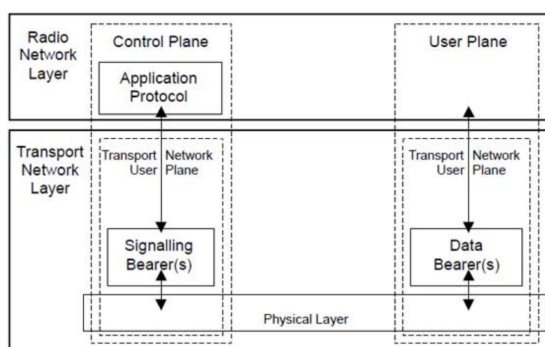 Radio
Network
Layer
Control Plane
User Plane
Application
Protocol
Transport
Network
Layer
Transport Network
User Plane
Transport Network
User Plane
Signalling
Bearer(s)
Data
Bearer(s)
Physical Layer